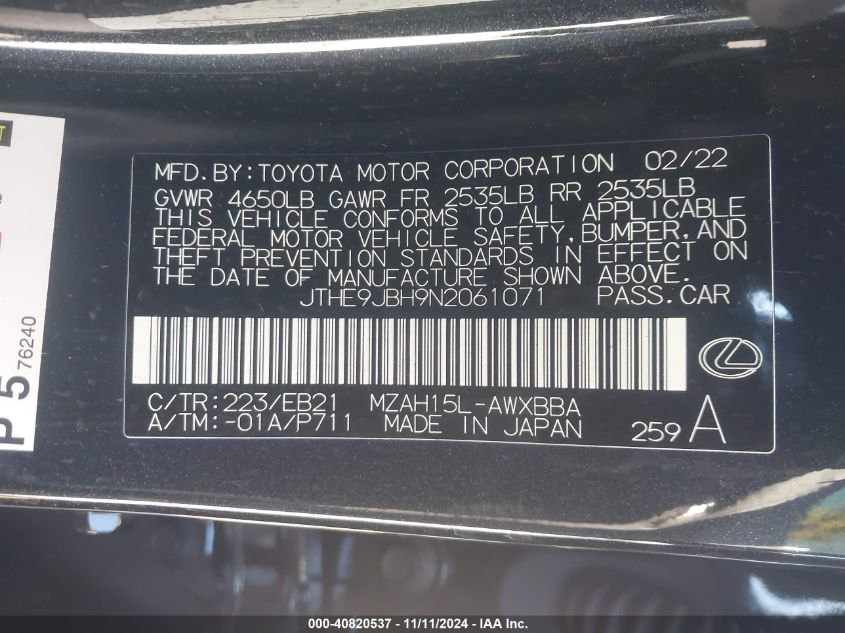 MFD. BY: TOYOTA MOTOR CORPORATION 02/22
GVWR 4650LB GAWR FR 2535LB RR 2535LB
THIS VEHICLE CONFORMS TO ALL APPLICABLE
FEDERAL MOTOR VEHICLE SAFETY, BUMPER, AND
THEFT PREVENTION STANDARDS IN EFFECT ON
THE DATE OF MANUFACTURE SHOWN ABOVE.
JTHE9JBH9N2061071 PASS. CAR
C/TR: 223/EB21 MZAH15L-AWXBBA
A/TM: -01A/P711 MADE IN JAPAN 259 A
P 5 76240
000-40820537 - 11/11/2024 - IAAI Inc.